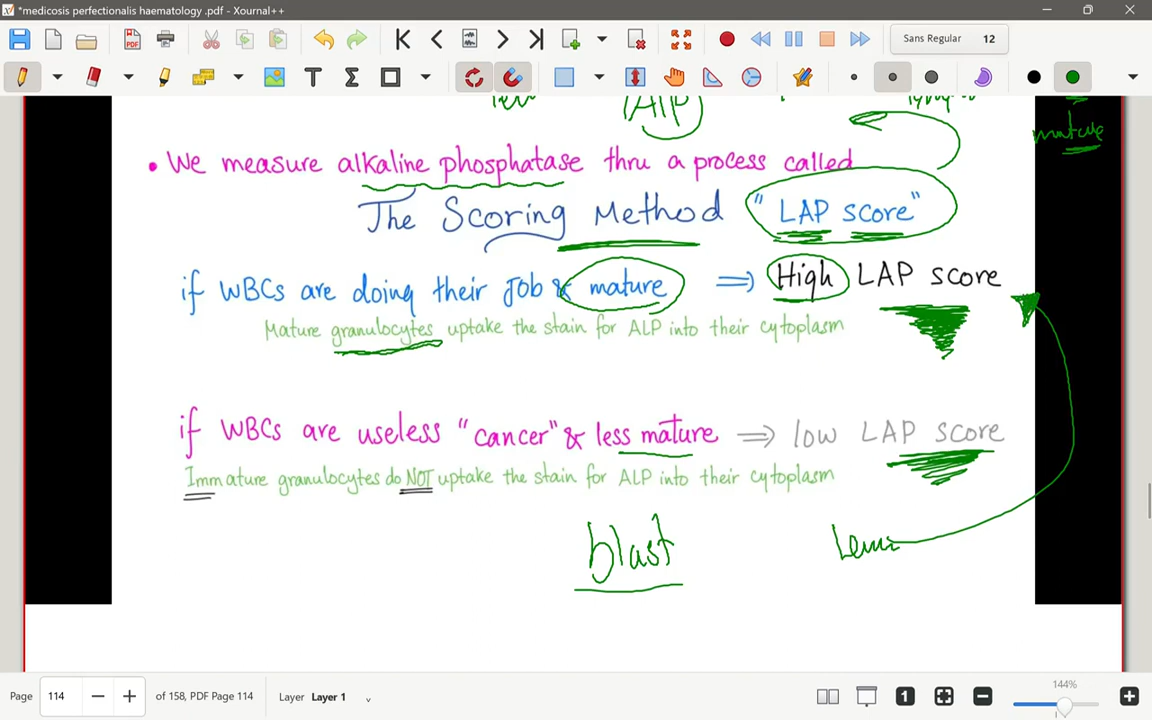 *medicosis perfectionalis haematology .pdf - Xournal++
Sans Regular 12
(ALP)
mature
• We measure alkaline phosphatase thru a process called
The Scoring Method "LAP score"
if WBCs are doing their job & mature ⇒ High LAP score
Mature granulocytes uptake the stain for ALP into their cytoplasm
if WBCs are useless "cancer" & less mature ⇒ low LAP score
Immature granulocytes do NOT uptake the stain for ALP into their cytoplasm
blast
Page 114 of 158, PDF Page 114 Layer Layer 1 144%